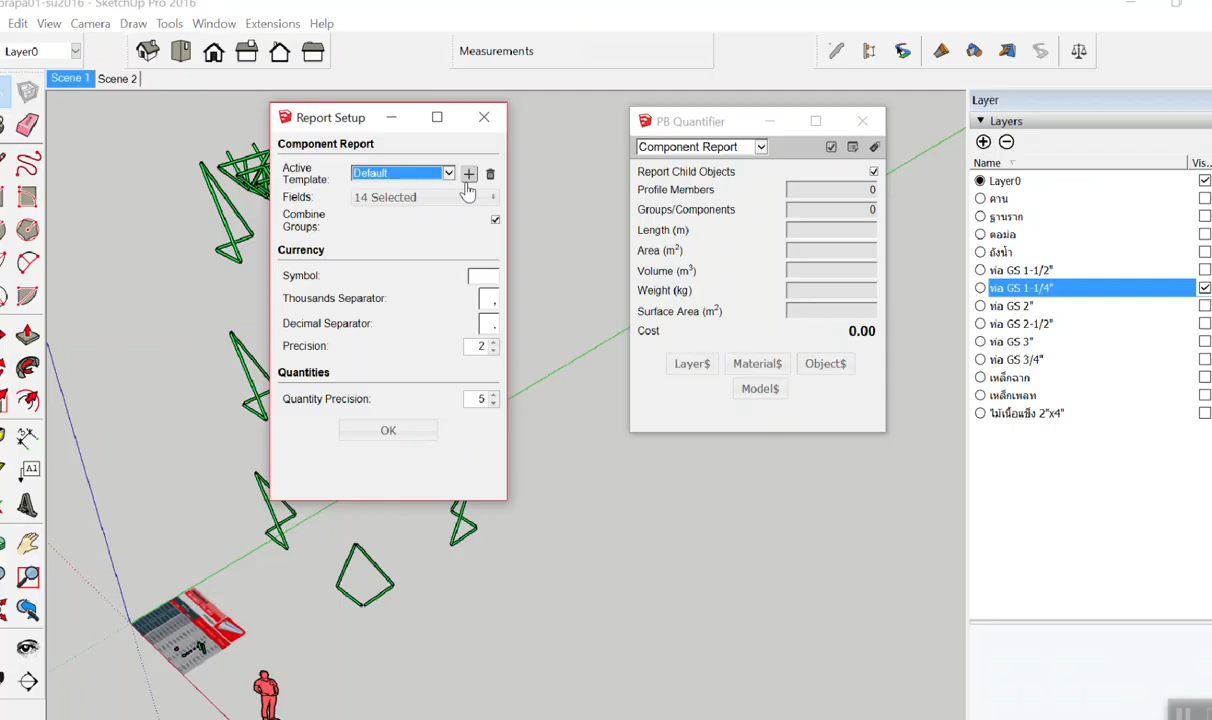 prapa01-su2016 - SketchUp Pro 2016
Edit View Camera Draw Tools Window Extensions Help
Layer0
Measurements
Scene 1 Scene 2
Report Setup
Component Report
Active Template: Default
Fields: 14 Selected
Combine Groups:
Currency
Symbol:
Thousands Separator: ,
Decimal Separator: .
Precision: 2
Quantities
Quantity Precision: 5
OK
PB Quantifier
Component Report
Report Child Objects
Profile Members 0
Groups/Components 0
Length (m)
Area (m²)
Volume (m³)
Weight (kg)
Surface Area (m²)
Cost 0.00
Layer$ Material$ Object$
Model$
Layer
Layers
Name Vis
Layer0
คาน
ฐานราก
ตอม่อ
ถังน้ำ
ท่อ GS 1-1/2"
ท่อ GS 1-1/4"
ท่อ GS 2"
ท่อ GS 2-1/2"
ท่อ GS 3"
ท่อ GS 3/4"
เหล็กฉาก
เหล็กเพลท
ไม้เนื้อแข็ง 2"x4"
A1